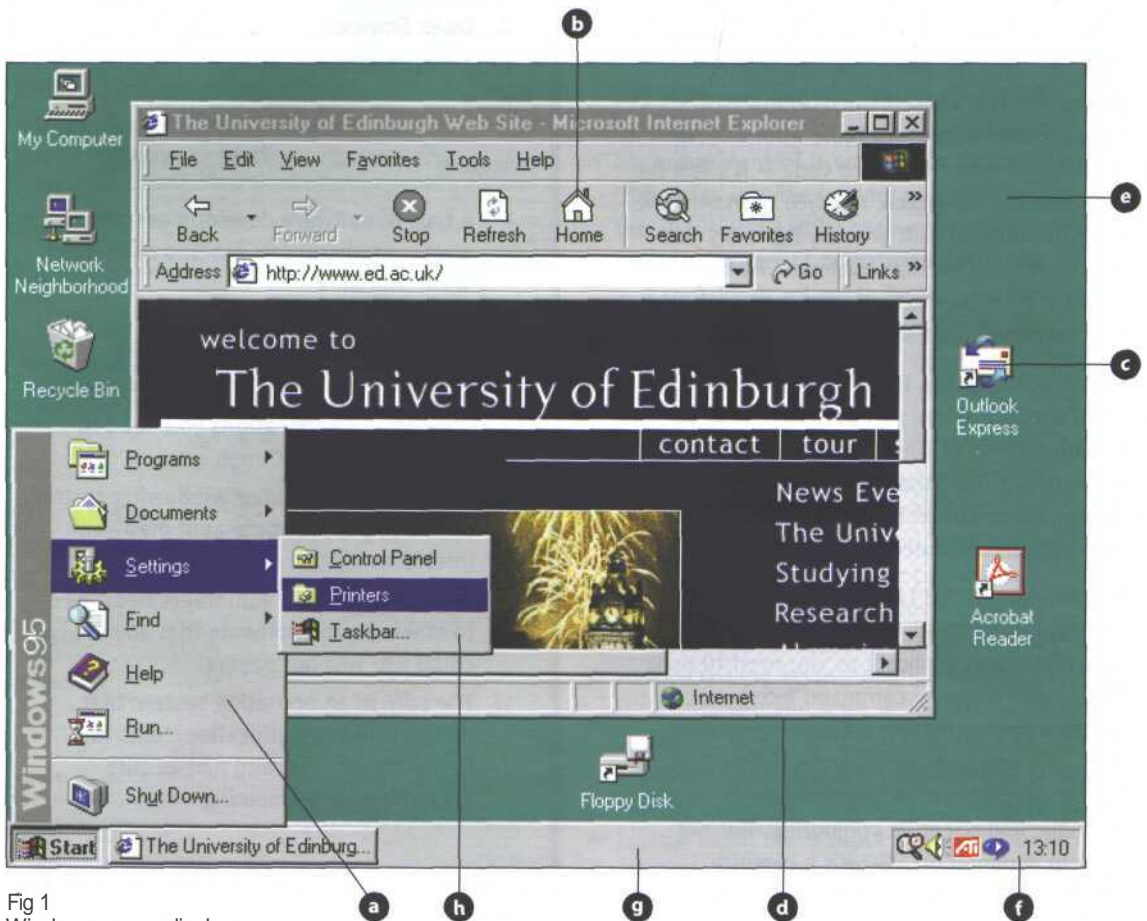 b
My Computer
The University of Edinburgh Web Site - Microsoft Internet Explorer
File Edit View Favorites Tools Help
Back Forward Stop Refresh Home Search Favorites History »
e
Network
Neighborhood
Address http://www.ed.ac.uk/ Go Links »
welcome to
The University of Edinburgh
Recycle Bin
c
Outlook
Express
contact tour s
News Eve
The Unive
Studying
Research
Windows95
Programs
Documents
Settings
Find
Help
Run...
Shut Down...
Control Panel
Printers
Taskbar...
Acrobat
Reader
Internet
Floppy Disk
Start The University of Edinburg... ATI 13:10
Fig 1
a h g d f